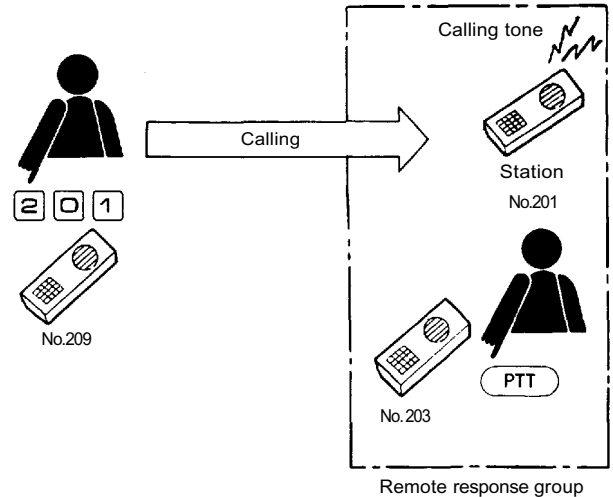 Calling tone
Calling
Station
No.201
2 0 1
No.209
PTT
No.203
Remote response group